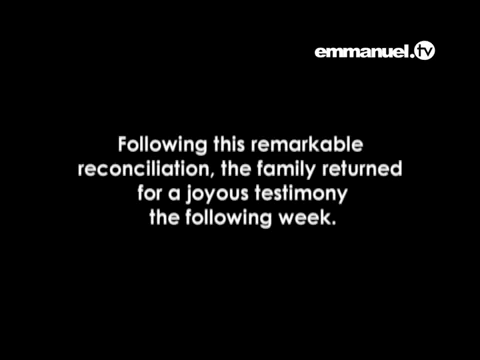 emmanuel.tv
Following this remarkable
reconciliation, the family returned
for a joyous testimony
the following week.